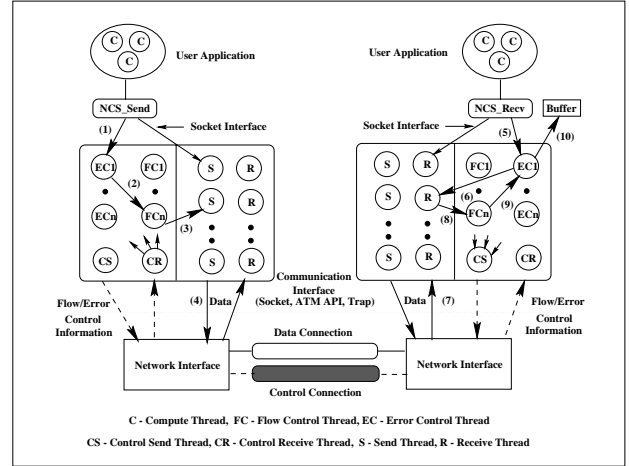 C
C
C
User Application
NCS_Send
(1)
Socket Interface
EC1
FC1
S
R
(2)
ECn
FCn
(3)
S
R
CS
CR
S
R
(4)
Data
Flow/Error
Control
Information
Communication
Interface
(Socket, ATM API, Trap)
C
C
C
User Application
NCS_Recv
Buffer
Socket Interface
(5)
(10)
S
R
FC1
EC1
(6)
(9)
S
R
(8)
FCn
ECn
S
R
CS
CR
Data
(7)
Flow/Error
Control
Information
Network Interface
Data Connection
Control Connection
Network Interface
C - Compute Thread, FC - Flow Control Thread, EC - Error Control Thread
CS - Control Send Thread, CR - Control Receive Thread, S - Send Thread, R - Receive Thread